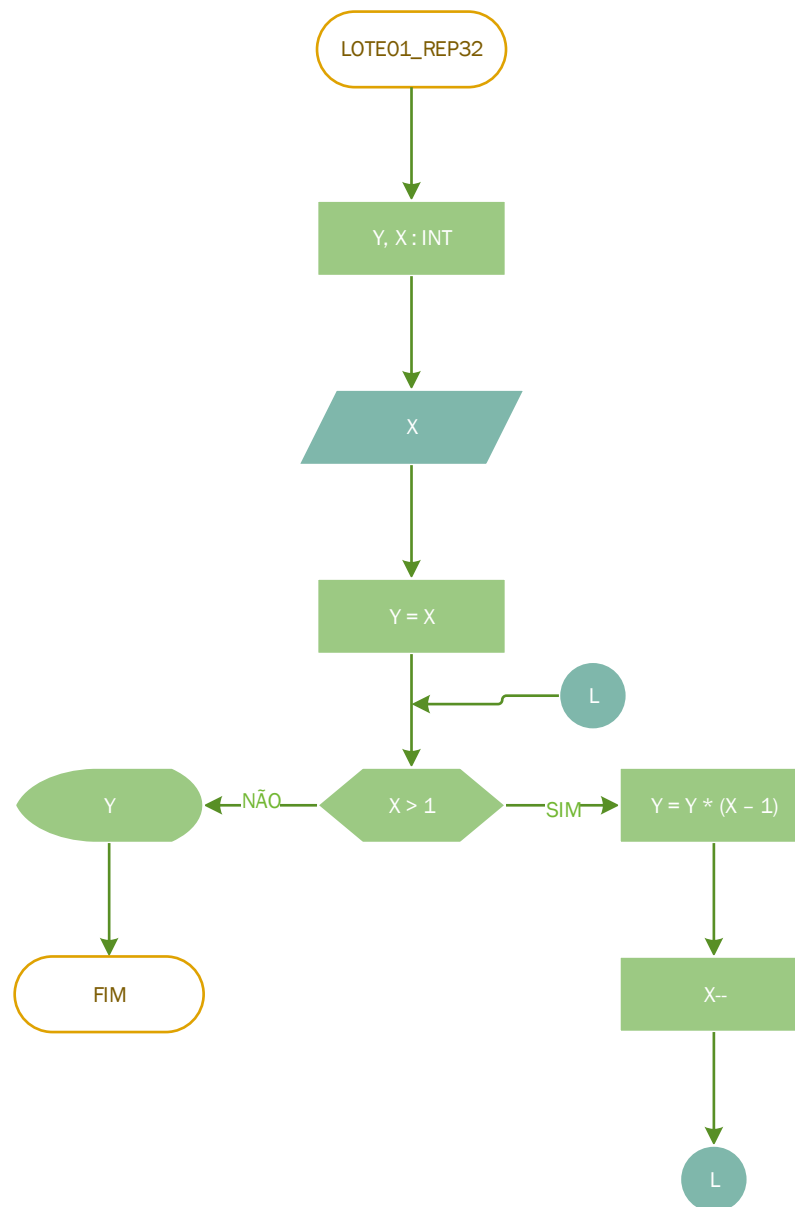 LOTE01_REP32
Y, X : INT
X
Y = X
L
Y
NÃO
X > 1
SIM
Y = Y * (X – 1)
FIM
X--
L